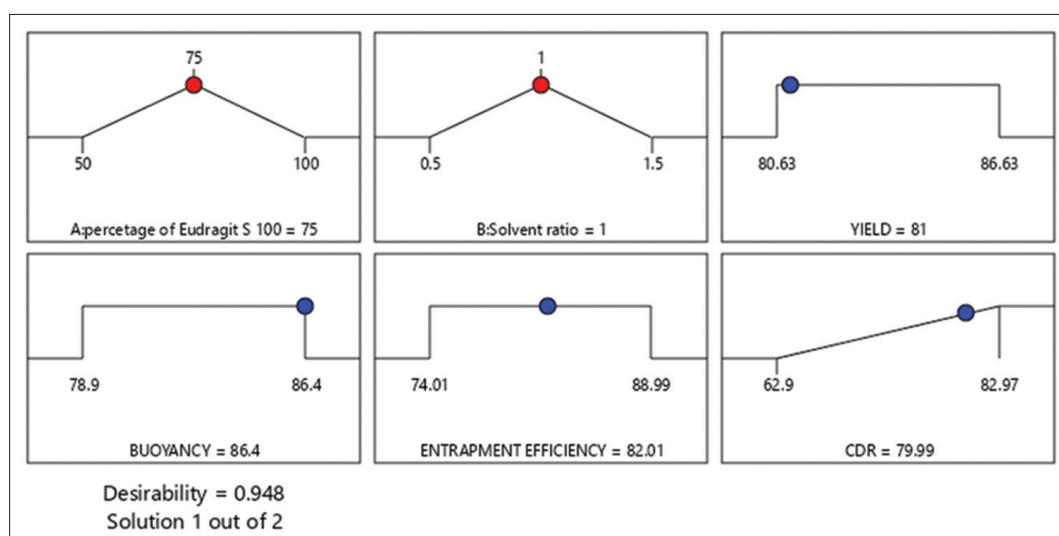 75
50
100
A:percetage of Eudragit S 100 = 75
1
0.5
1.5
B:Solvent ratio = 1
80.63
86.63
YIELD = 81
78.9
86.4
BUOYANCY = 86.4
74.01
88.99
ENTRAPMENT EFFICIENCY = 82.01
62.9
82.97
CDR = 79.99
Desirability = 0.948
Solution 1 out of 2